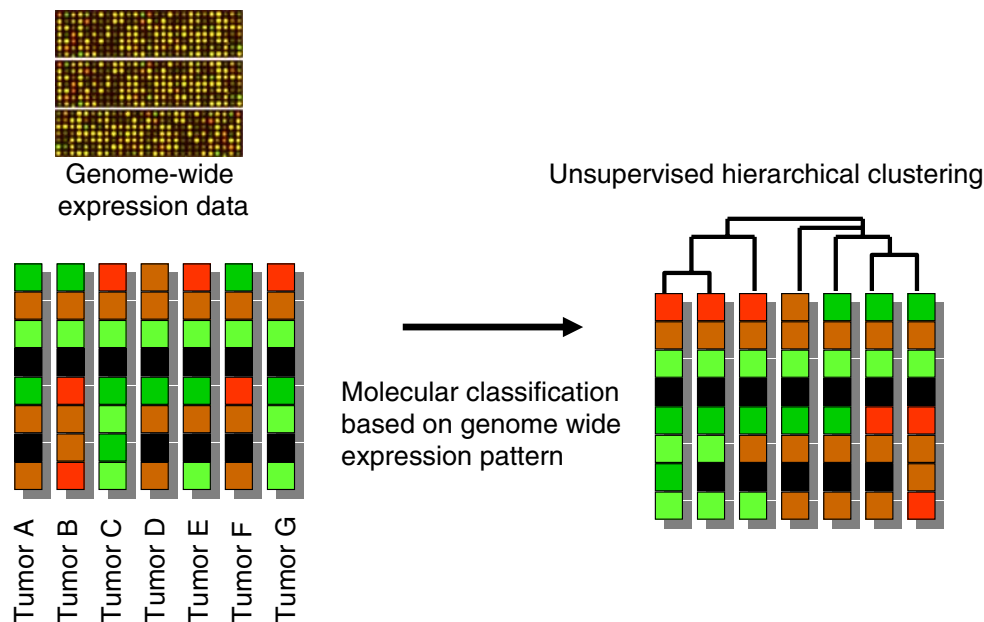 Genome-wide
expression data
Unsupervised hierarchical clustering
Molecular classification
based on genome wide
expression pattern
Tumor A
Tumor B
Tumor C
Tumor D
Tumor E
Tumor F
Tumor G